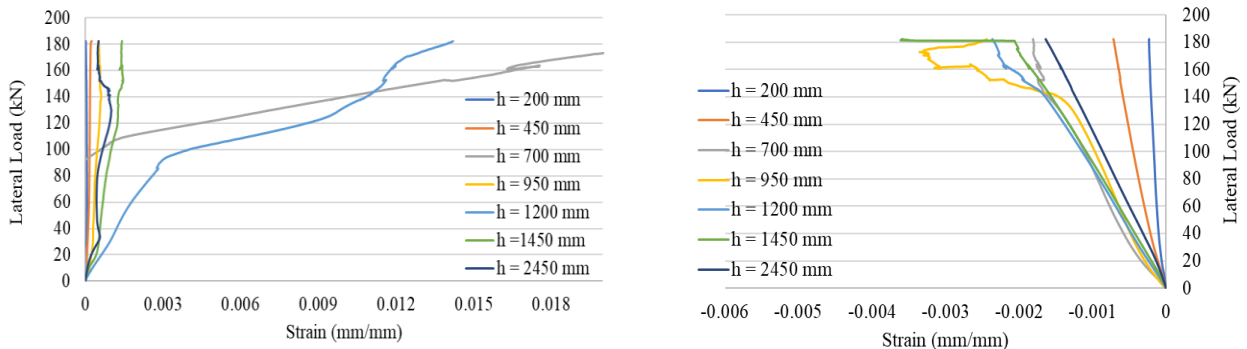 200
180
160
140
120
100
80
60
40
20
0
Lateral Load (kN)
h = 200 mm
h = 450 mm
h = 700 mm
h = 950 mm
h = 1200 mm
h =1450 mm
h = 2450 mm
0
0.003
0.006
0.009
0.012
0.015
0.018
Strain (mm/mm)
h = 200 mm
h = 450 mm
h = 700 mm
h = 950 mm
h = 1200 mm
h = 1450 mm
h = 2450 mm
200
180
160
140
120
100
80
60
40
20
0
Lateral Load (kN)
-0.006
-0.005
-0.004
-0.003
-0.002
-0.001
0
Strain (mm/mm)